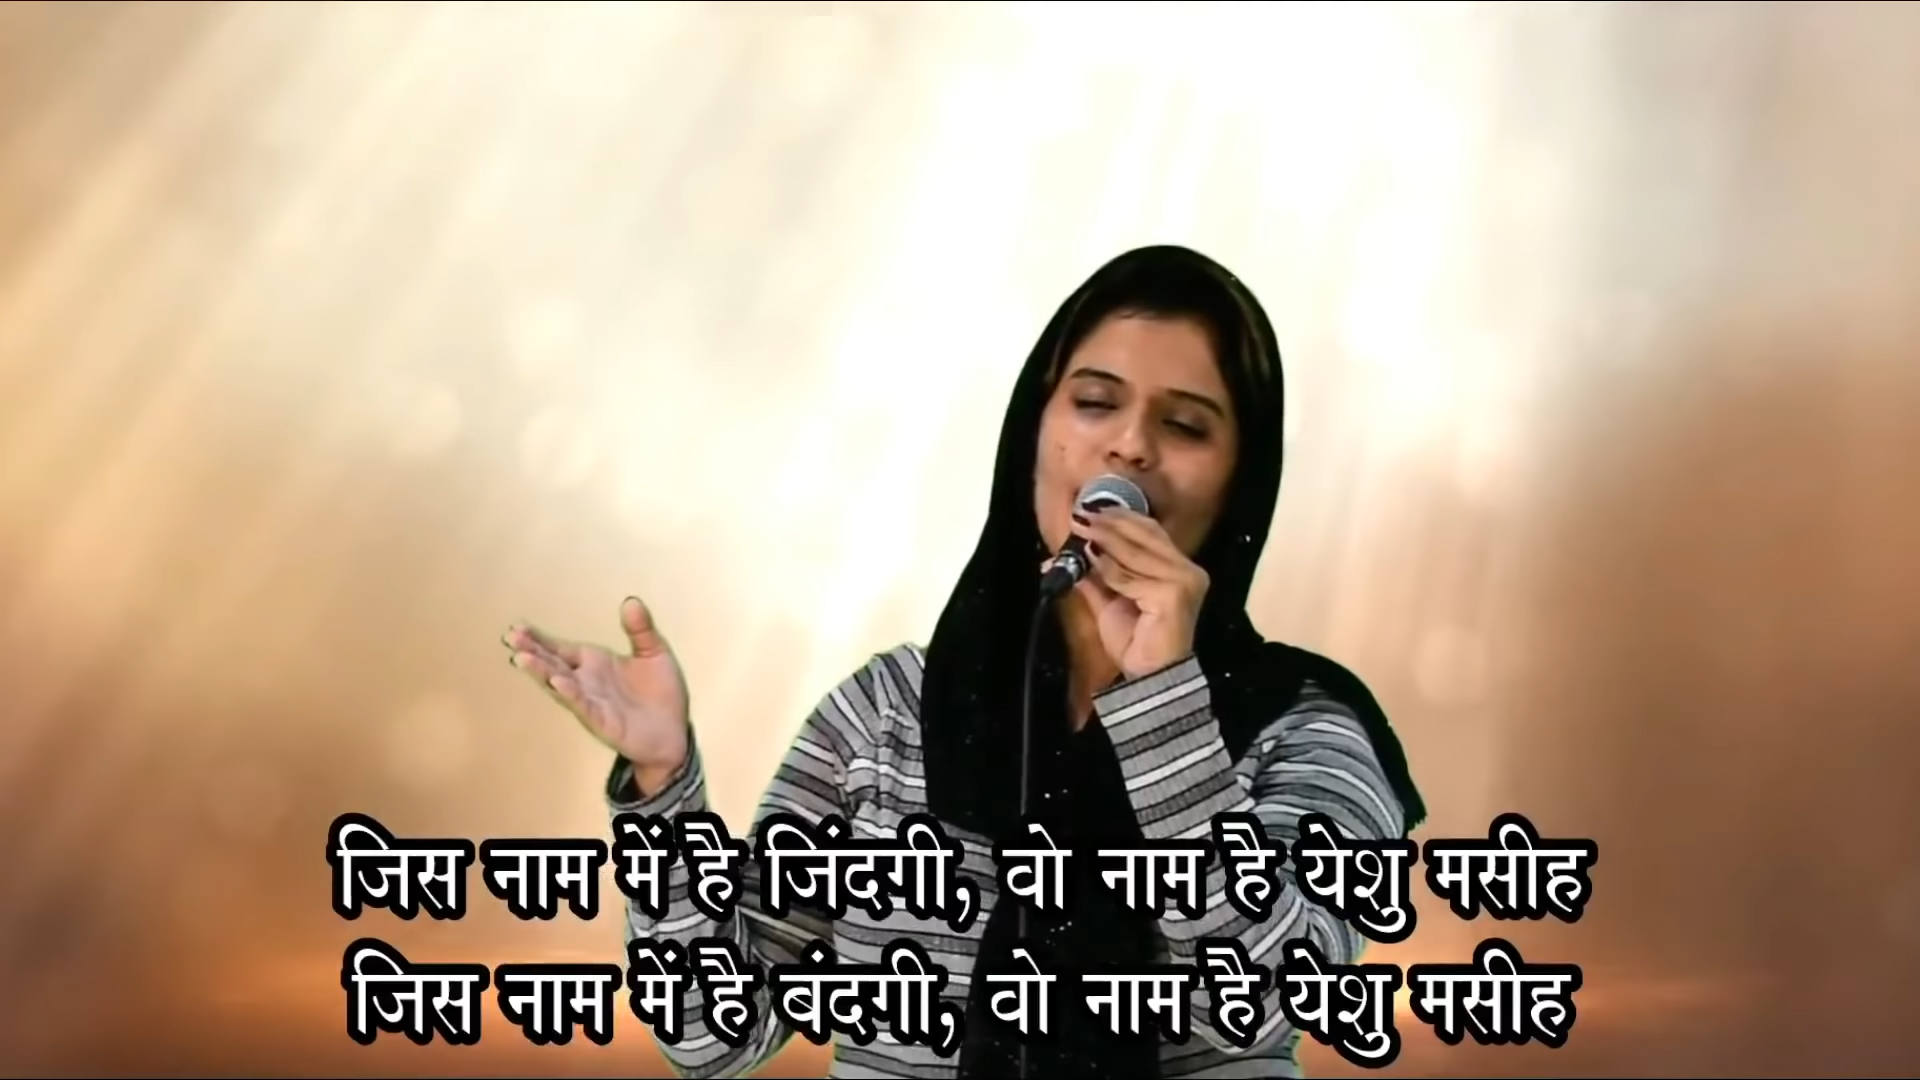 जिस नाम में है जिंदगी, वो नाम है येशु मसीह
जिस नाम में है बंदगी, वो नाम है येशु मसीह